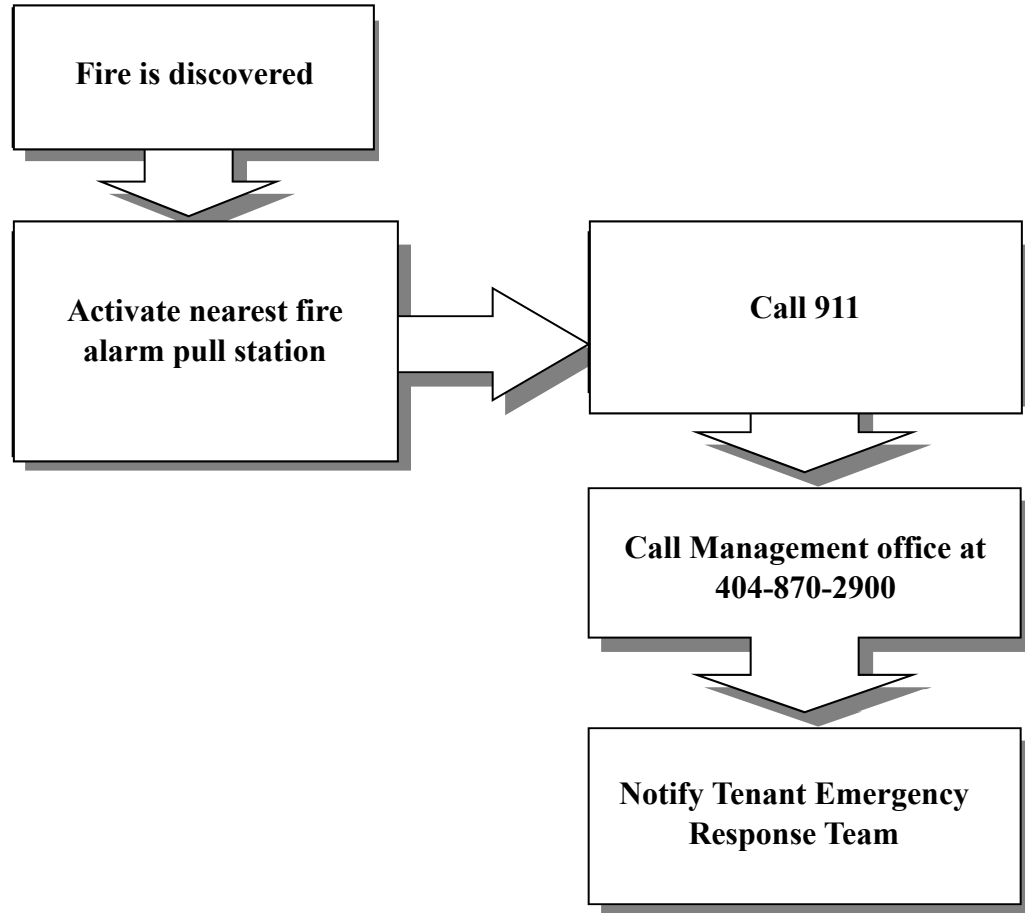 Fire is discovered
Activate nearest fire
alarm pull station
Call 911
Call Management office at
404-870-2900
Notify Tenant Emergency
Response Team